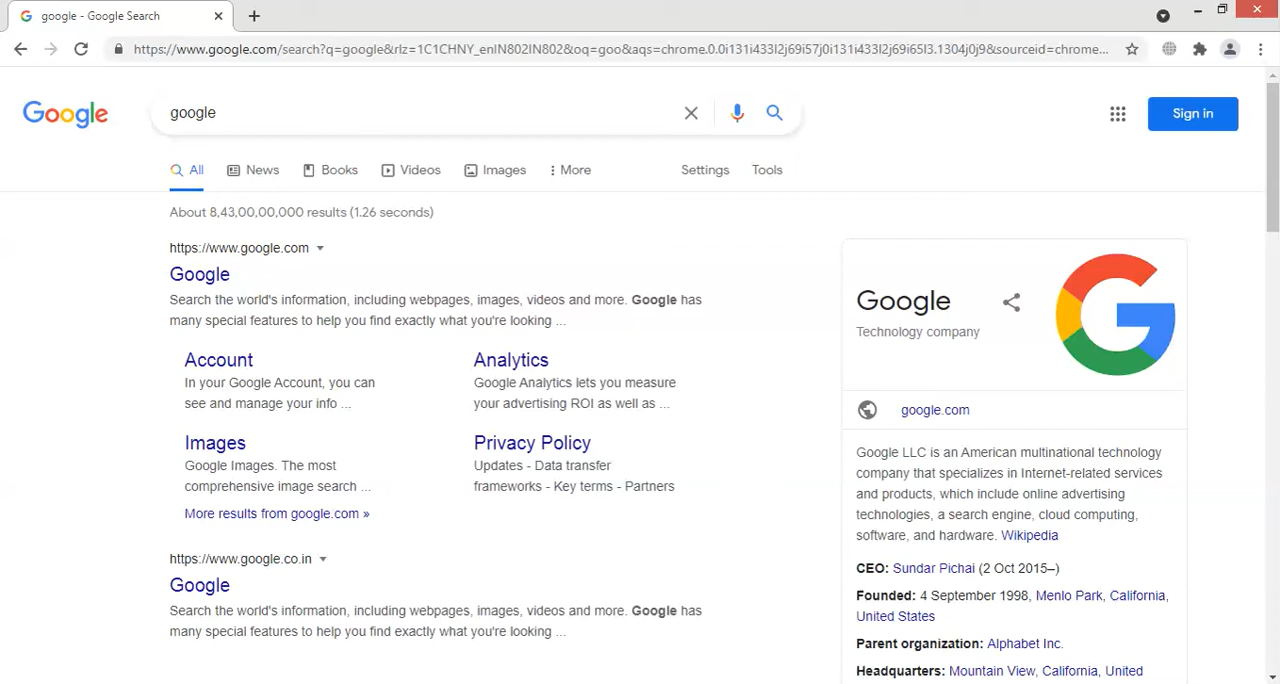 google - Google Search
https://www.google.com/search?q=google&rlz=1C1CHNY_enIN802IN802&oq=goo&aqs=chrome.0.0i131i433l2j69i57j0i131i433l2j69i65l3.1304j0j9&sourceid=chrome...
Google
google
Sign in
All News Books Videos Images More Settings Tools
About 8,43,00,00,000 results (1.26 seconds)
https://www.google.com
Google
Search the world's information, including webpages, images, videos and more. Google has
many special features to help you find exactly what you're looking ...
Account
In your Google Account, you can
see and manage your info ...
Analytics
Google Analytics lets you measure
your advertising ROI as well as ...
Images
Google Images. The most
comprehensive image search ...
Privacy Policy
Updates - Data transfer
frameworks - Key terms - Partners
More results from google.com »
https://www.google.co.in
Google
Search the world's information, including webpages, images, videos and more. Google has
many special features to help you find exactly what you're looking ...
Google
Technology company
google.com
Google LLC is an American multinational technology
company that specializes in Internet-related services
and products, which include online advertising
technologies, a search engine, cloud computing,
software, and hardware. Wikipedia
CEO: Sundar Pichai (2 Oct 2015–)
Founded: 4 September 1998, Menlo Park, California,
United States
Parent organization: Alphabet Inc.
Headquarters: Mountain View, California, United